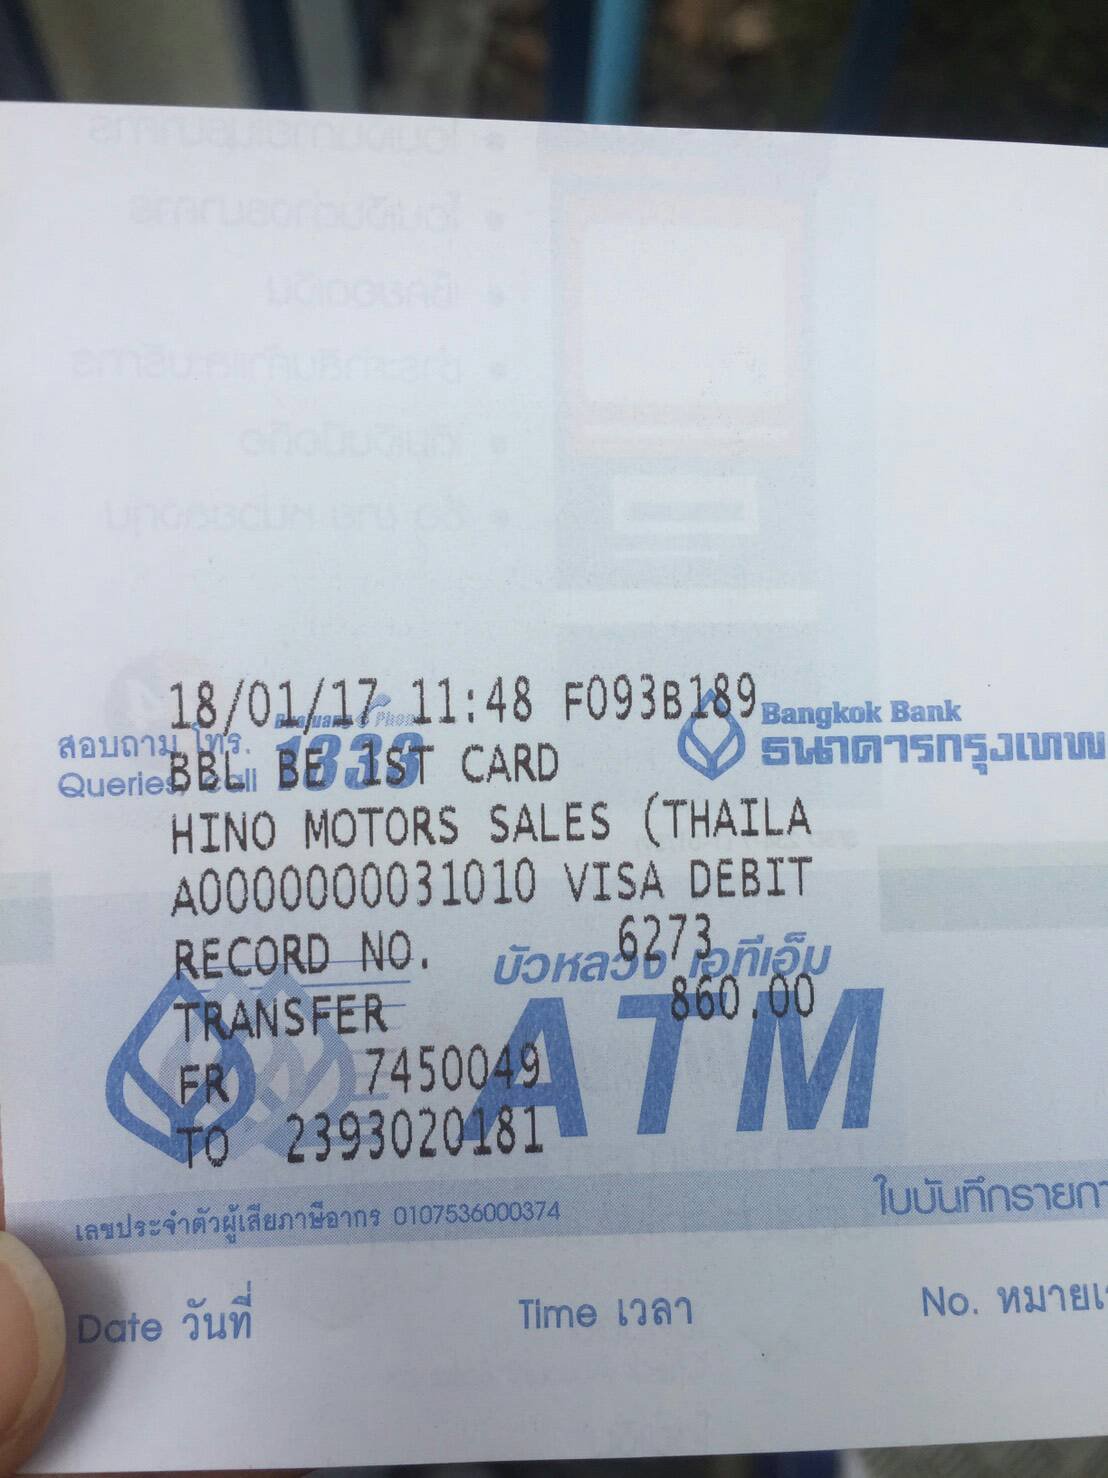 18/01/17 11:48 F093B189
Bualuang Phone
Bangkok Bank
สอบถาม โทร. 1333
ธนาคารกรุงเทพ
Queries, Call
BBL BE 1ST CARD
HINO MOTORS SALES (THAILA
A0000000031010 VISA DEBIT
RECORD NO. 6273
บัวหลวง เอทีเอ็ม
TRANSFER 860.00
ATM
FR 7450049
TO 2393020181
ใบบันทึกรายกา
เลขประจำตัวผู้เสียภาษีอากร 0107536000374
Date วันที่
Time เวลา
No. หมายเ